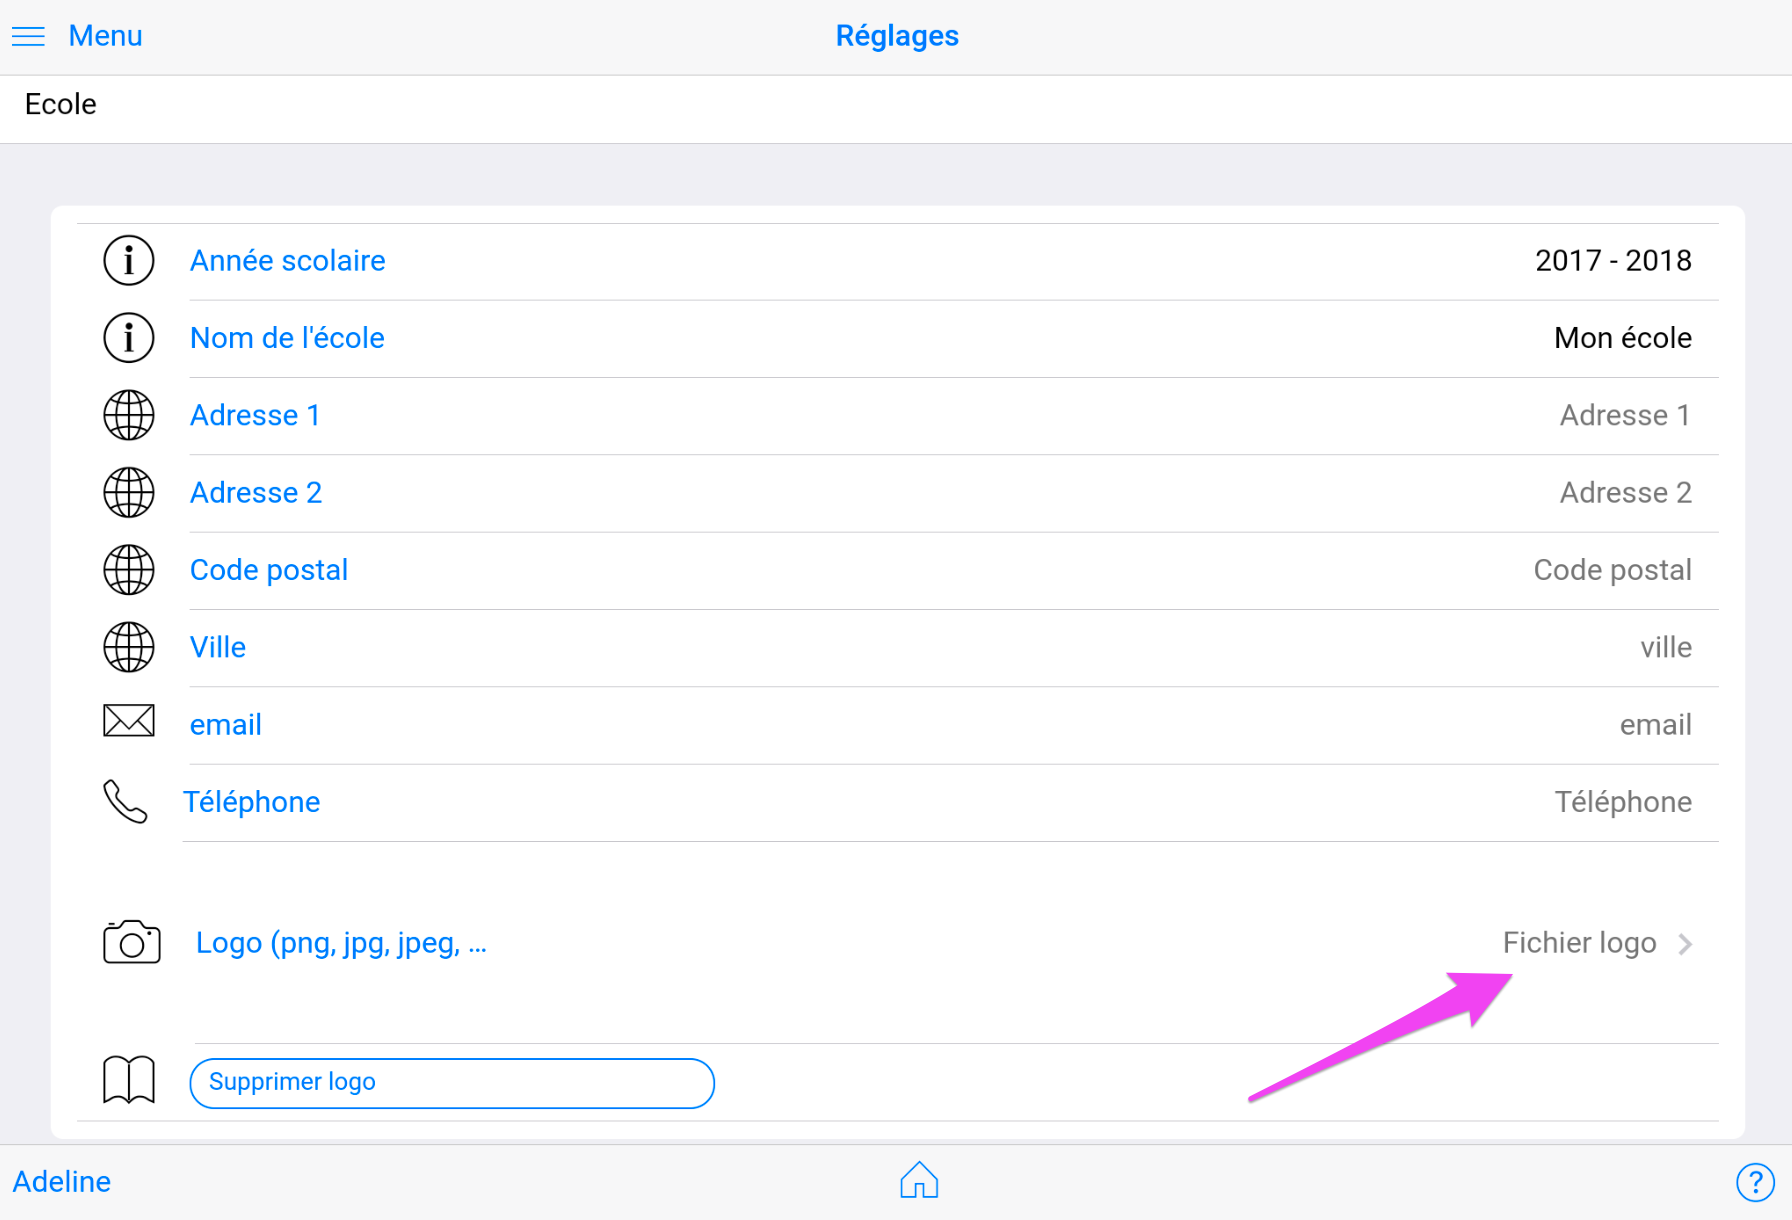 Menu
Réglages
Ecole
Année scolaire
2017 - 2018
Nom de l'école
Mon école
Adresse 1
Adresse 1
Adresse 2
Adresse 2
Code postal
Code postal
Ville
ville
email
email
Téléphone
Téléphone
Logo (png, jpg, jpeg, ...
Fichier logo
Supprimer logo
Adeline
?